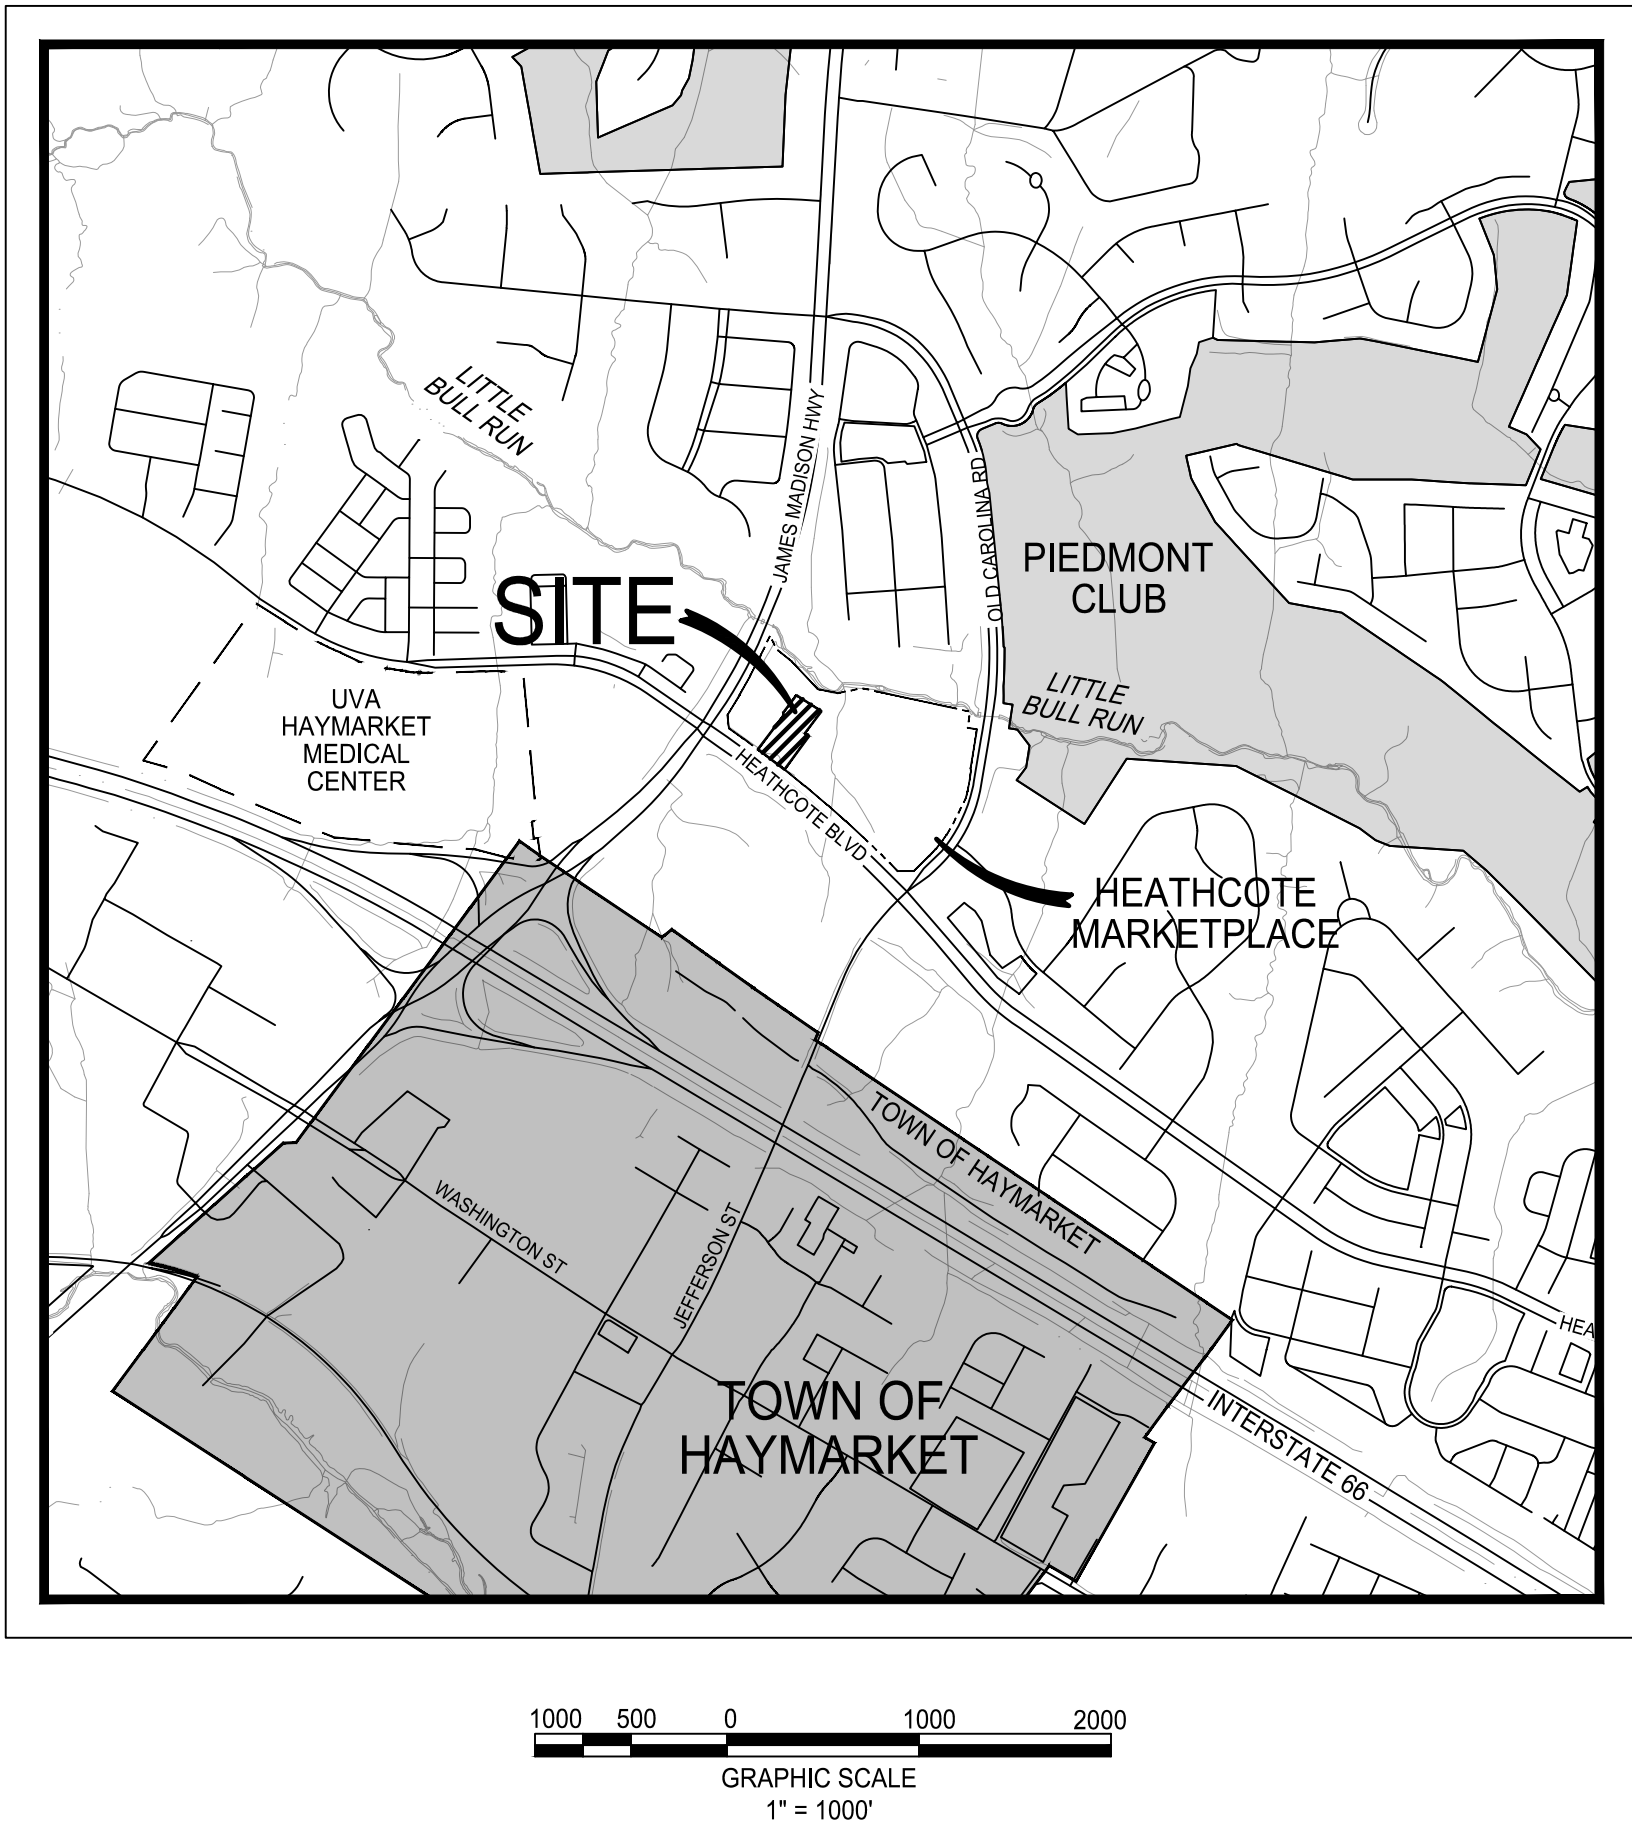 LITTLE
BULL RUN
JAMES MADISON HWY
OLD CAROLINA RD
PIEDMONT
CLUB
SITE
LITTLE
BULL RUN
UVA
HAYMARKET
MEDICAL
CENTER
HEATHCOTE BLVD
HEATHCOTE
MARKETPLACE
TOWN OF HAYMARKET
WASHINGTON ST
JEFFERSON ST
HEA
TOWN OF
HAYMARKET
INTERSTATE 66
1000 500 0 1000 2000
GRAPHIC SCALE
1" = 1000'